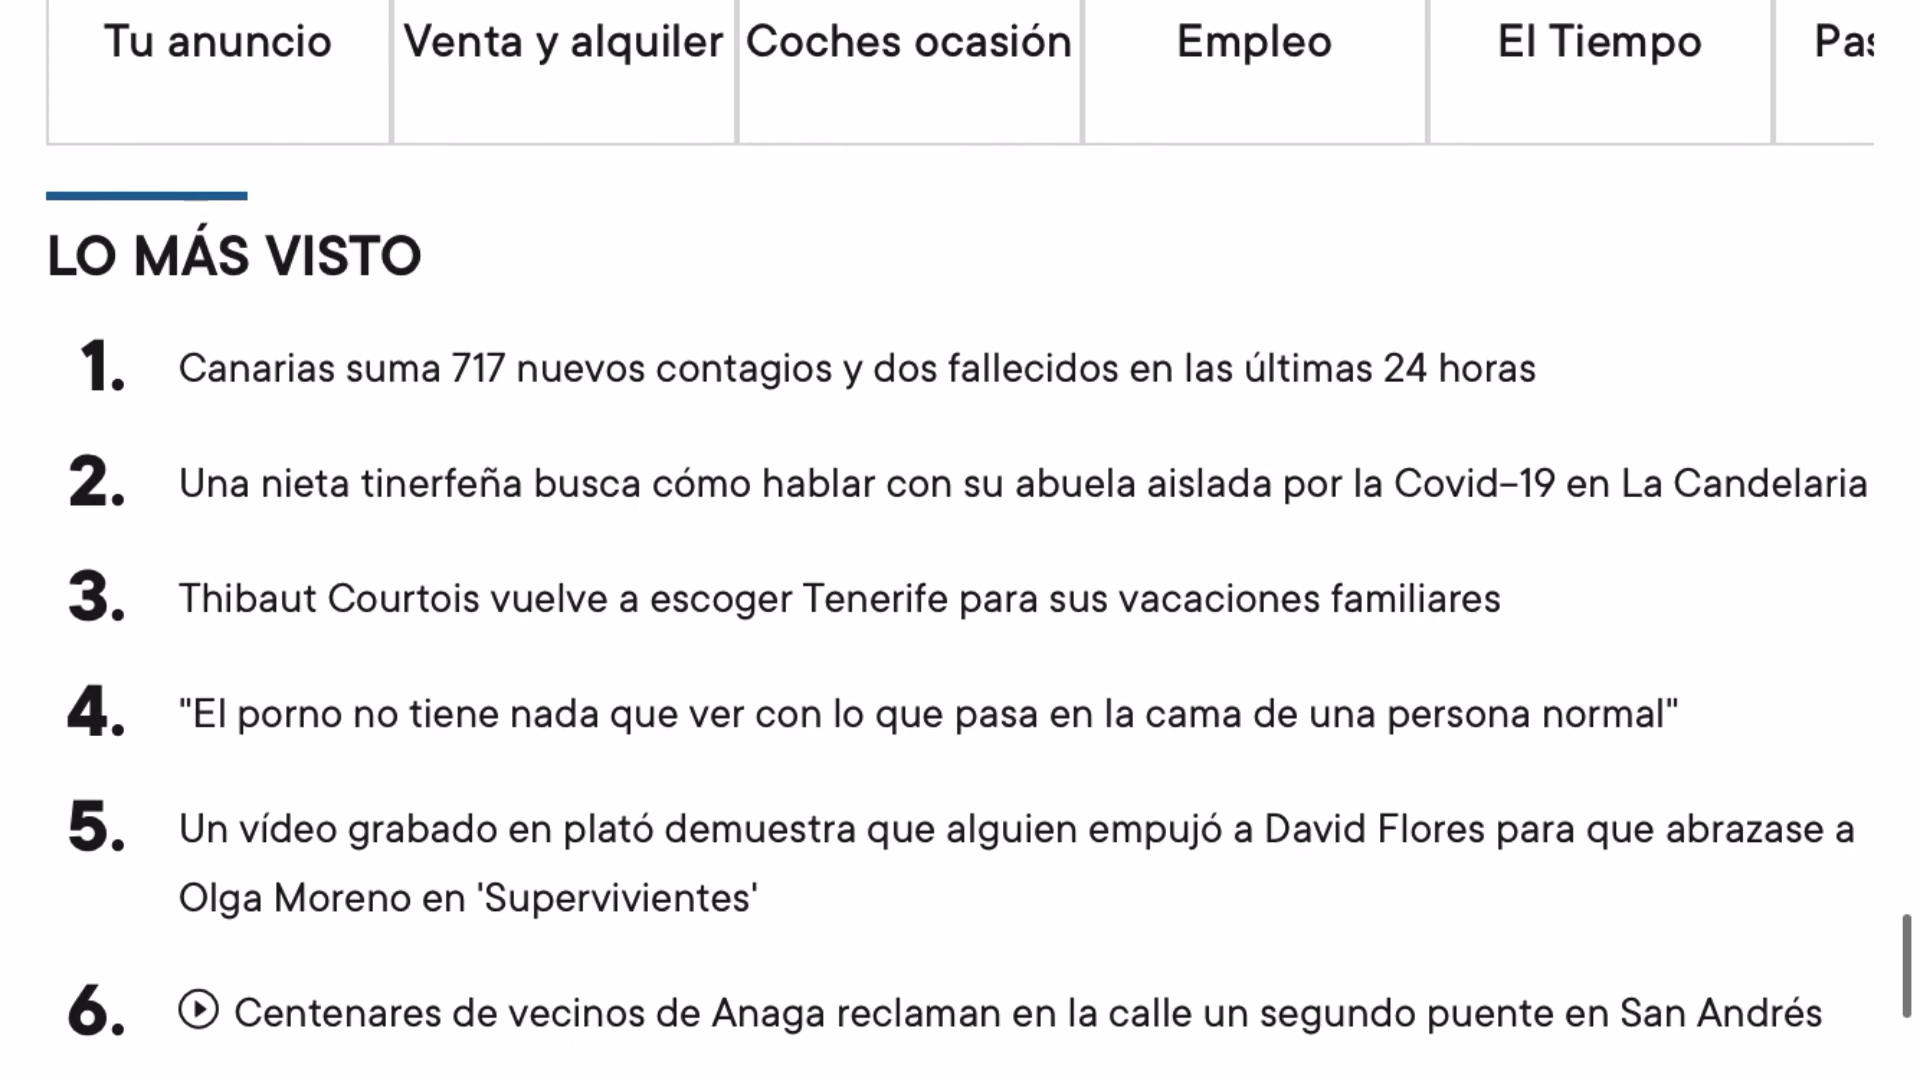 Tu anuncio
Venta y alquiler
Coches ocasión
Empleo
El Tiempo
LO MÁS VISTO
1. Canarias suma 717 nuevos contagios y dos fallecidos en las últimas 24 horas
2. Una nieta tinerfeña busca cómo hablar con su abuela aislada por la Covid-19 en La Candelaria
3. Thibaut Courtois vuelve a escoger Tenerife para sus vacaciones familiares
4. "El porno no tiene nada que ver con lo que pasa en la cama de una persona normal"
5. Un vídeo grabado en plató demuestra que alguien empujó a David Flores para que abrazase a
Olga Moreno en 'Supervivientes'
6. Centenares de vecinos de Anaga reclaman en la calle un segundo puente en San Andrés